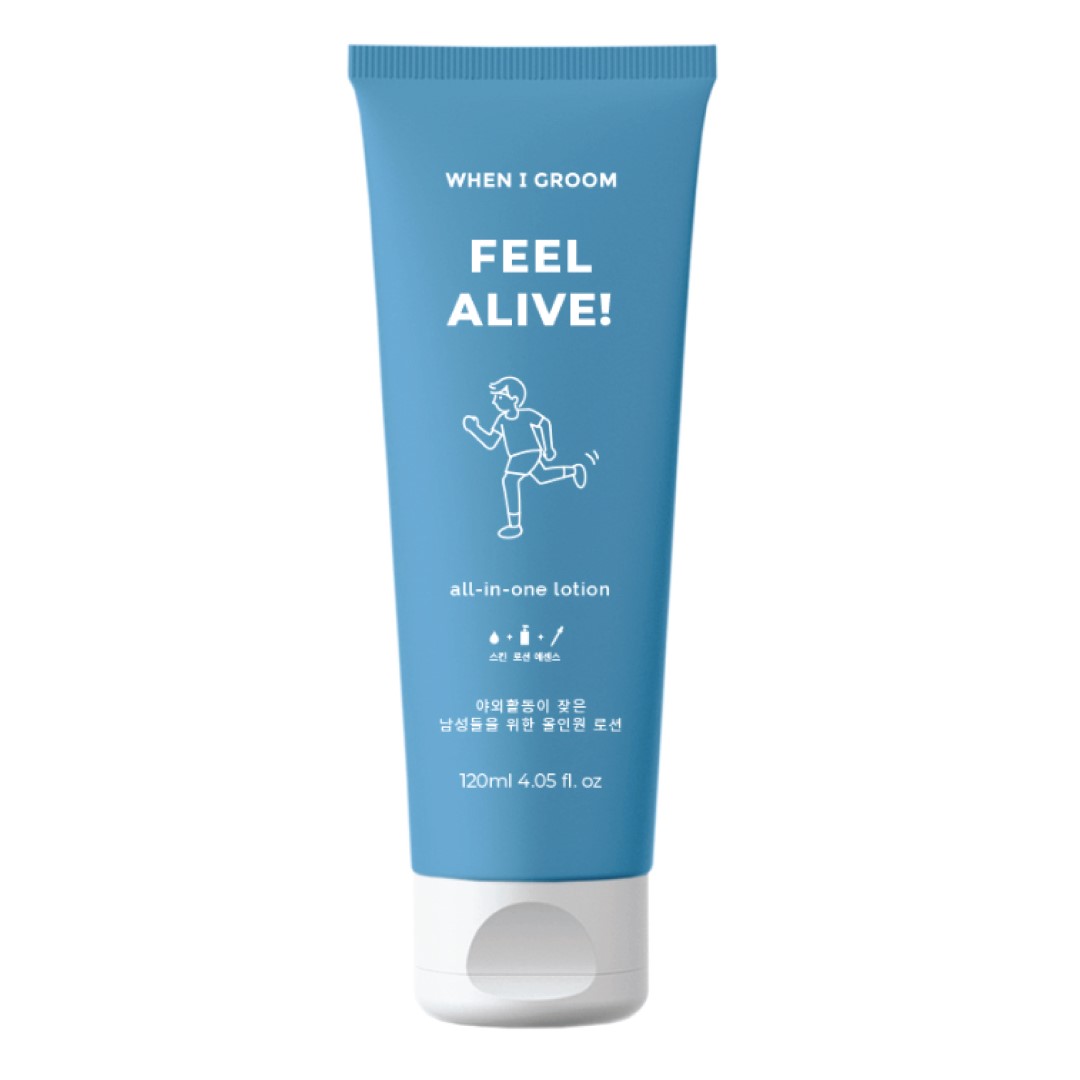 WHEN I GROOM
FEEL
ALIVE!
all-in-one lotion
스킨 로션 에센스
야외활동이 잦은
남성들을 위한 올인원 로션
120ml 4.05 fl. oz